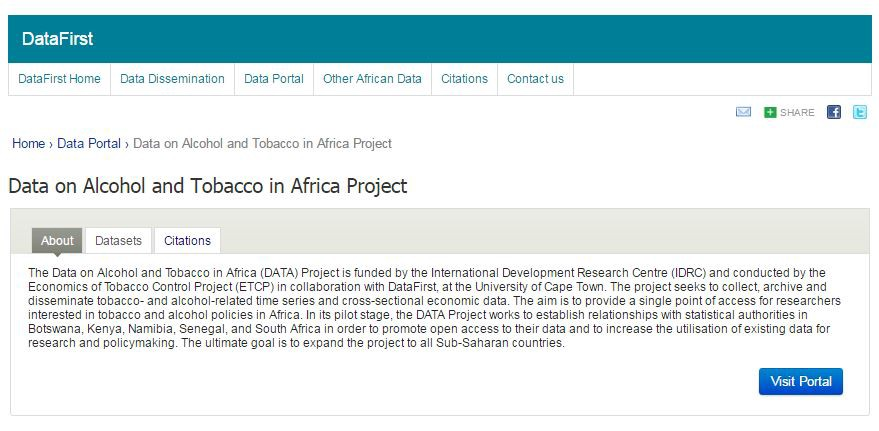 DataFirst
DataFirst Home
Data Dissemination
Data Portal
Other African Data
Citations
Contact us
SHARE
Home › Data Portal › Data on Alcohol and Tobacco in Africa Project
Data on Alcohol and Tobacco in Africa Project
About
Datasets
Citations
The Data on Alcohol and Tobacco in Africa (DATA) Project is funded by the International Development Research Centre (IDRC) and conducted by the
Economics of Tobacco Control Project (ETCP) in collaboration with DataFirst, at the University of Cape Town. The project seeks to collect, archive and
disseminate tobacco- and alcohol-related time series and cross-sectional economic data. The aim is to provide a single point of access for researchers
interested in tobacco and alcohol policies in Africa. In its pilot stage, the DATA Project works to establish relationships with statistical authorities in
Botswana, Kenya, Namibia, Senegal, and South Africa in order to promote open access to their data and to increase the utilisation of existing data for
research and policymaking. The ultimate goal is to expand the project to all Sub-Saharan countries.
Visit Portal